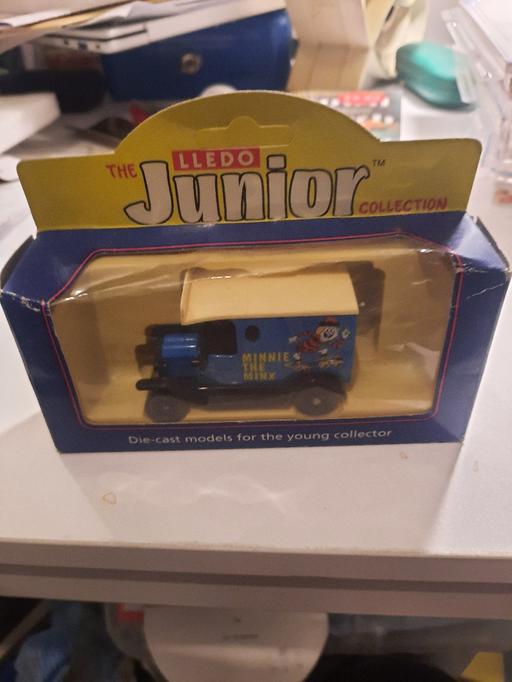 THE
LLEDO
Junior™
COLLECTION
MINNIE
THE
MINX
Die-cast models for the young collector